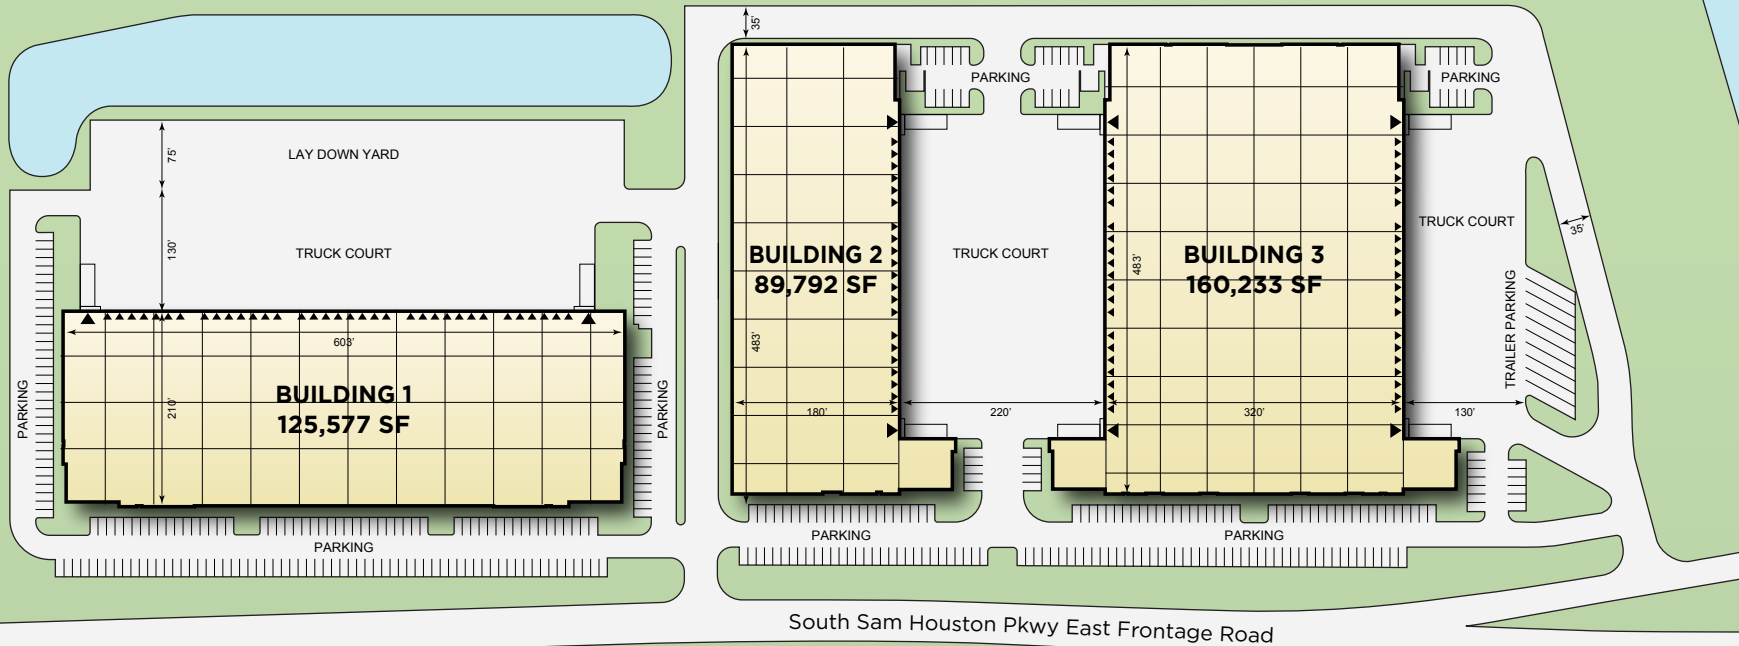 35'
PARKING
PARKING
75'
LAY DOWN YARD
130'
TRUCK COURT
603'
BUILDING 1
125,577 SF
210'
PARKING
PARKING
PARKING
BUILDING 2
89,792 SF
483'
180'
TRUCK COURT
220'
BUILDING 3
160,233 SF
483'
320'
TRUCK COURT
35'
TRAILER PARKING
130'
PARKING
PARKING
South Sam Houston Pkwy East Frontage Road